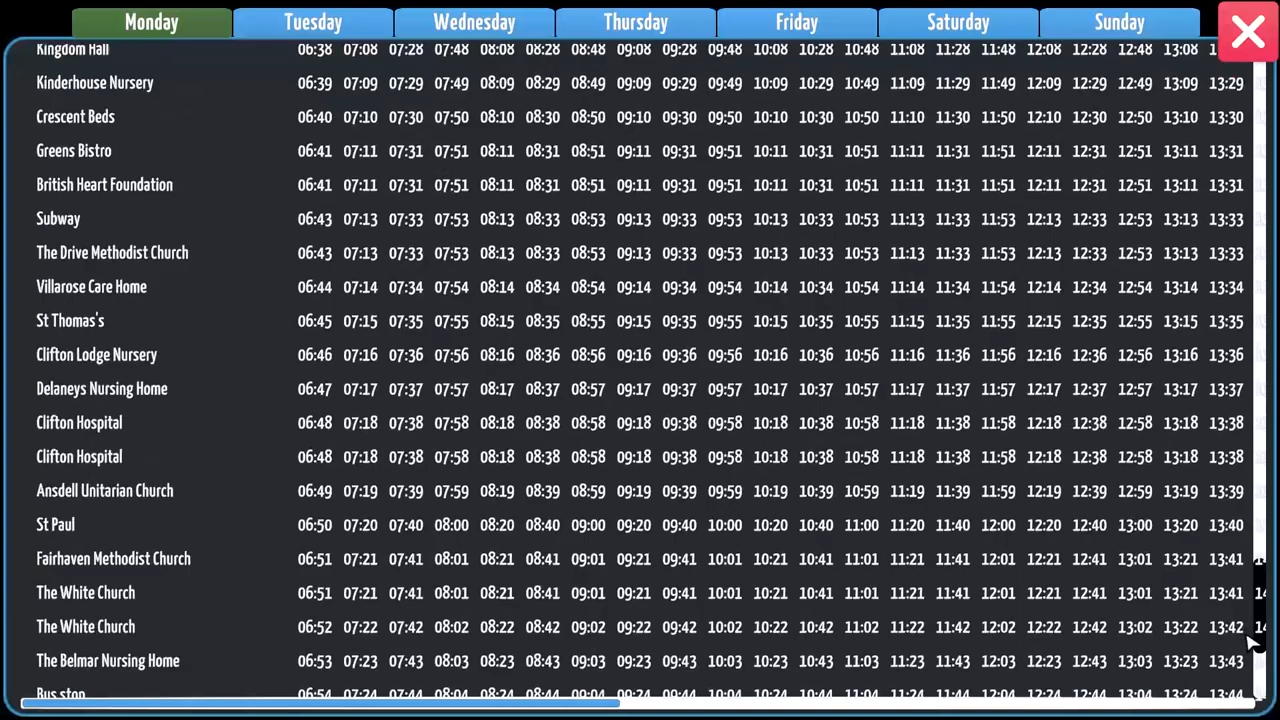 Monday Tuesday Wednesday Thursday Friday Saturday Sunday
Kingdom Hall 06:38 07:08 07:28 07:48 08:08 08:28 08:48 09:08 09:28 09:48 10:08 10:28 10:48 11:08 11:28 11:48 12:08 12:28 12:48 13:08
Kinderhouse Nursery 06:39 07:09 07:29 07:49 08:09 08:29 08:49 09:09 09:29 09:49 10:09 10:29 10:49 11:09 11:29 11:49 12:09 12:29 12:49 13:09 13:29
Crescent Beds 06:40 07:10 07:30 07:50 08:10 08:30 08:50 09:10 09:30 09:50 10:10 10:30 10:50 11:10 11:30 11:50 12:10 12:30 12:50 13:10 13:30
Greens Bistro 06:41 07:11 07:31 07:51 08:11 08:31 08:51 09:11 09:31 09:51 10:11 10:31 10:51 11:11 11:31 11:51 12:11 12:31 12:51 13:11 13:31
British Heart Foundation 06:41 07:11 07:31 07:51 08:11 08:31 08:51 09:11 09:31 09:51 10:11 10:31 10:51 11:11 11:31 11:51 12:11 12:31 12:51 13:11 13:31
Subway 06:43 07:13 07:33 07:53 08:13 08:33 08:53 09:13 09:33 09:53 10:13 10:33 10:53 11:13 11:33 11:53 12:13 12:33 12:53 13:13 13:33
The Drive Methodist Church 06:43 07:13 07:33 07:53 08:13 08:33 08:53 09:13 09:33 09:53 10:13 10:33 10:53 11:13 11:33 11:53 12:13 12:33 12:53 13:13 13:33
Villarose Care Home 06:44 07:14 07:34 07:54 08:14 08:34 08:54 09:14 09:34 09:54 10:14 10:34 10:54 11:14 11:34 11:54 12:14 12:34 12:54 13:14 13:34
St Thomas's 06:45 07:15 07:35 07:55 08:15 08:35 08:55 09:15 09:35 09:55 10:15 10:35 10:55 11:15 11:35 11:55 12:15 12:35 12:55 13:15 13:35
Clifton Lodge Nursery 06:46 07:16 07:36 07:56 08:16 08:36 08:56 09:16 09:36 09:56 10:16 10:36 10:56 11:16 11:36 11:56 12:16 12:36 12:56 13:16 13:36
Delaneys Nursing Home 06:47 07:17 07:37 07:57 08:17 08:37 08:57 09:17 09:37 09:57 10:17 10:37 10:57 11:17 11:37 11:57 12:17 12:37 12:57 13:17 13:37
Clifton Hospital 06:48 07:18 07:38 07:58 08:18 08:38 08:58 09:18 09:38 09:58 10:18 10:38 10:58 11:18 11:38 11:58 12:18 12:38 12:58 13:18 13:38
Clifton Hospital 06:48 07:18 07:38 07:58 08:18 08:38 08:58 09:18 09:38 09:58 10:18 10:38 10:58 11:18 11:38 11:58 12:18 12:38 12:58 13:18 13:38
Ansdell Unitarian Church 06:49 07:19 07:39 07:59 08:19 08:39 08:59 09:19 09:39 09:59 10:19 10:39 10:59 11:19 11:39 11:59 12:19 12:39 12:59 13:19 13:39
St Paul 06:50 07:20 07:40 08:00 08:20 08:40 09:00 09:20 09:40 10:00 10:20 10:40 11:00 11:20 11:40 12:00 12:20 12:40 13:00 13:20 13:40
Fairhaven Methodist Church 06:51 07:21 07:41 08:01 08:21 08:41 09:01 09:21 09:41 10:01 10:21 10:41 11:01 11:21 11:41 12:01 12:21 12:41 13:01 13:21 13:41
The White Church 06:51 07:21 07:41 08:01 08:21 08:41 09:01 09:21 09:41 10:01 10:21 10:41 11:01 11:21 11:41 12:01 12:21 12:41 13:01 13:21 13:41
The White Church 06:52 07:22 07:42 08:02 08:22 08:42 09:02 09:22 09:42 10:02 10:22 10:42 11:02 11:22 11:42 12:02 12:22 12:42 13:02 13:22 13:42
The Belmar Nursing Home 06:53 07:23 07:43 08:03 08:23 08:43 09:03 09:23 09:43 10:03 10:23 10:43 11:03 11:23 11:43 12:03 12:23 12:43 13:03 13:23 13:43
Bus stop 06:54 07:24 07:44 08:04 08:24 08:44 09:04 09:24 09:44 10:04 10:24 10:44 11:04 11:24 11:44 12:04 12:24 12:44 13:04 13:24 13:44